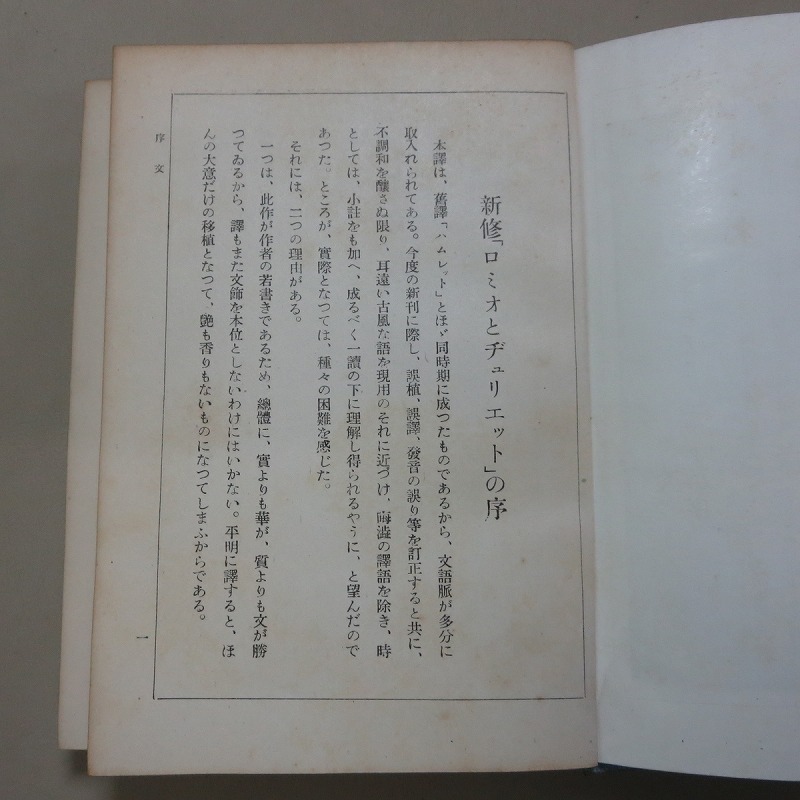 新修「ロミオとヂュリエット」の序
本譯は、舊譯「ハムレット」とほゞ同時期に成つたものであるから、文語脈が多分に
取入れられてある。今度の新刊に際し、誤植、誤譯、發音の誤り等を訂正すると共に、
不調和を釀さぬ限り、耳遠い古風な語を現用のそれに近づけ、晦澁の譯語を除き、時
としては、小註をも加へ、成るべく一讀の下に理解し得られるやうに、と望んだので
あつた。ところが、實際となつては、種々の困難を感じた。
それには、二つの理由がある。
一つは、此作が作者の若書きであるため、總體に、實よりも華が、質よりも文が勝
つてゐるから、譯もまた文飾を本位としないわけにはいかない。平明に譯すると、ほ
んの大意だけの移植となつて、艶も香りもないものになつてしまふからである。
序文
一